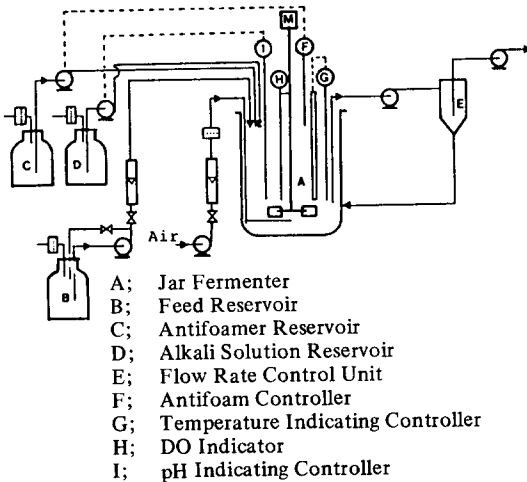 M
I
F
H
G
E
C
D
A
Air
B
A; Jar Fermenter
B; Feed Reservoir
C; Antifoamer Reservoir
D; Alkali Solution Reservoir
E; Flow Rate Control Unit
F; Antifoam Controller
G; Temperature Indicating Controller
H; DO Indicator
I; pH Indicating Controller